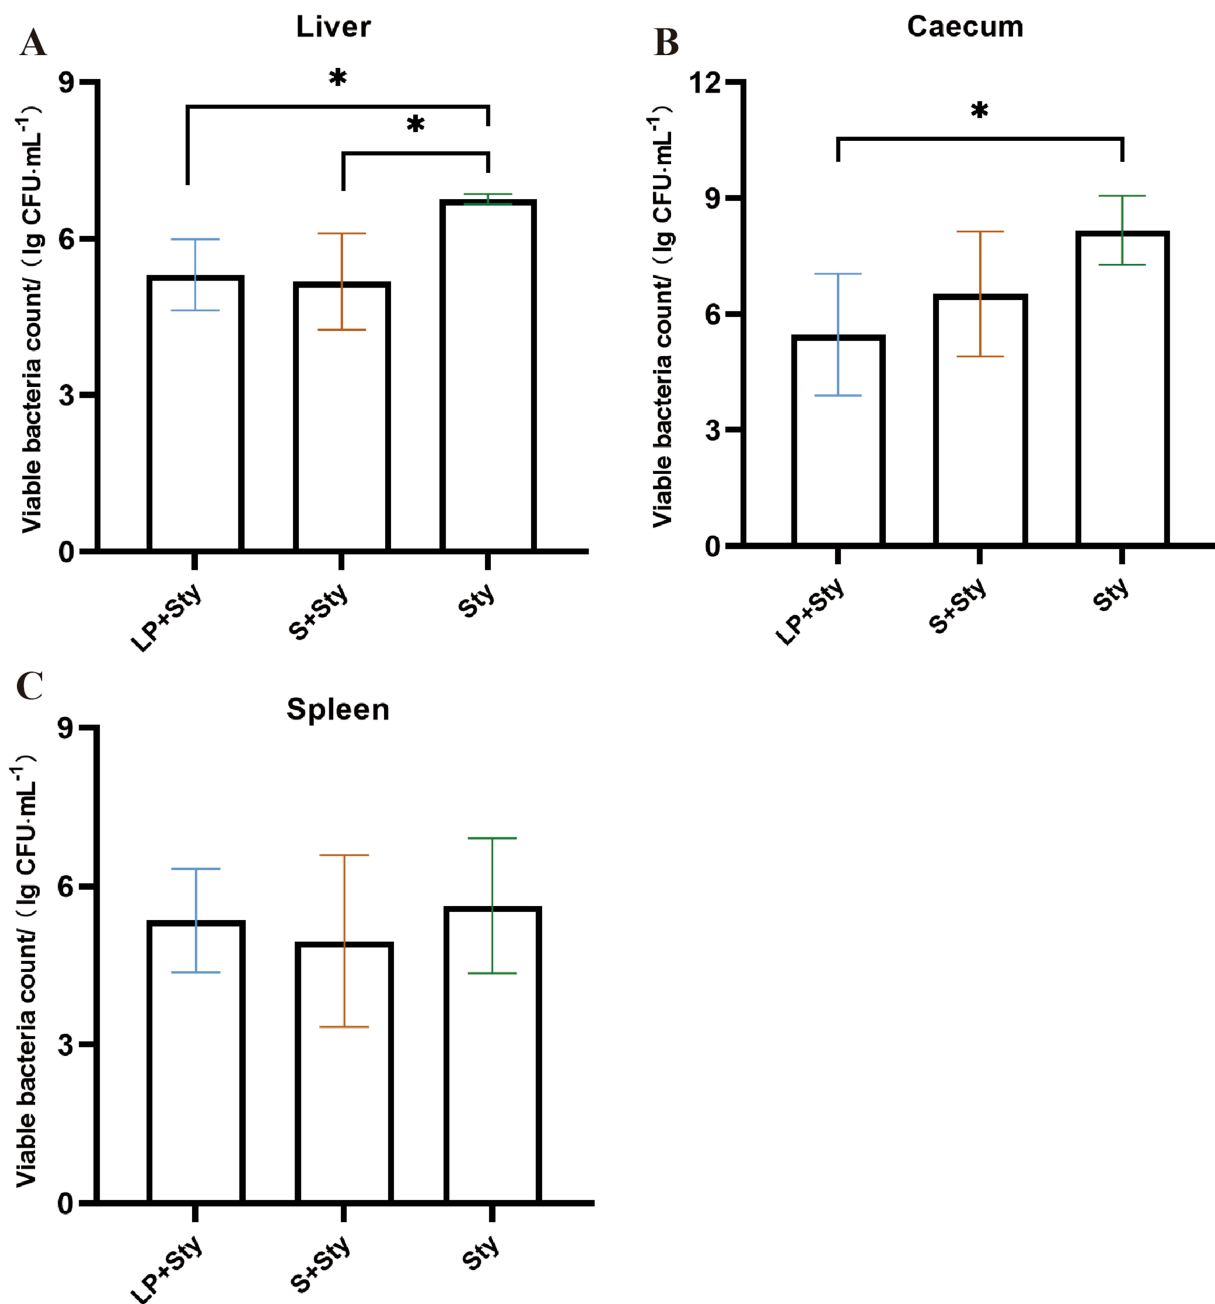 A
Liver
Viable bacteria count/（lg CFU·mL⁻¹）
9
6
3
0
*
*
LP+Sty
S+Sty
Sty
B
Caecum
Viable bacteria count/（lg CFU·mL⁻¹）
12
9
6
3
0
*
LP+Sty
S+Sty
Sty
C
Spleen
Viable bacteria count/（lg CFU·mL⁻¹）
9
6
3
0
LP+Sty
S+Sty
Sty